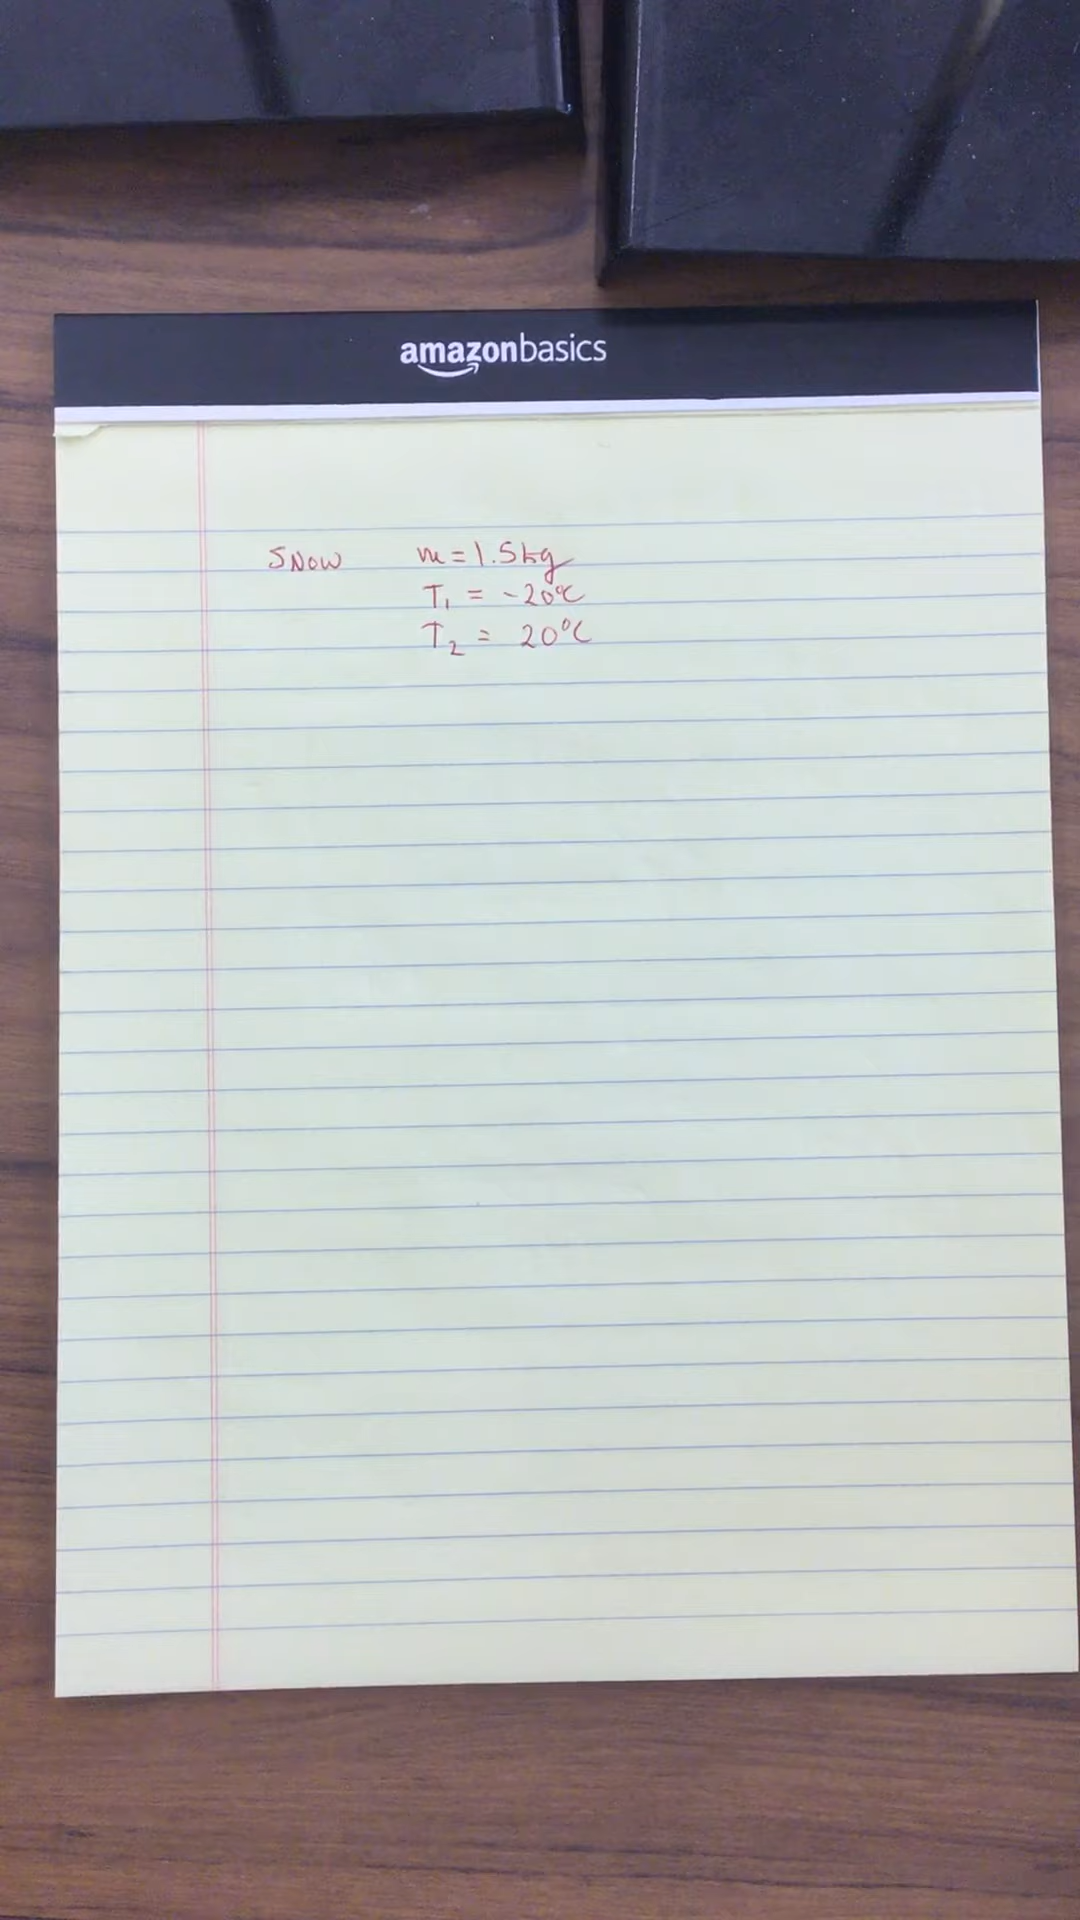 amazonbasics
SNOW m = 1.5kg
T₁ = -20°C
T₂ = 20°C